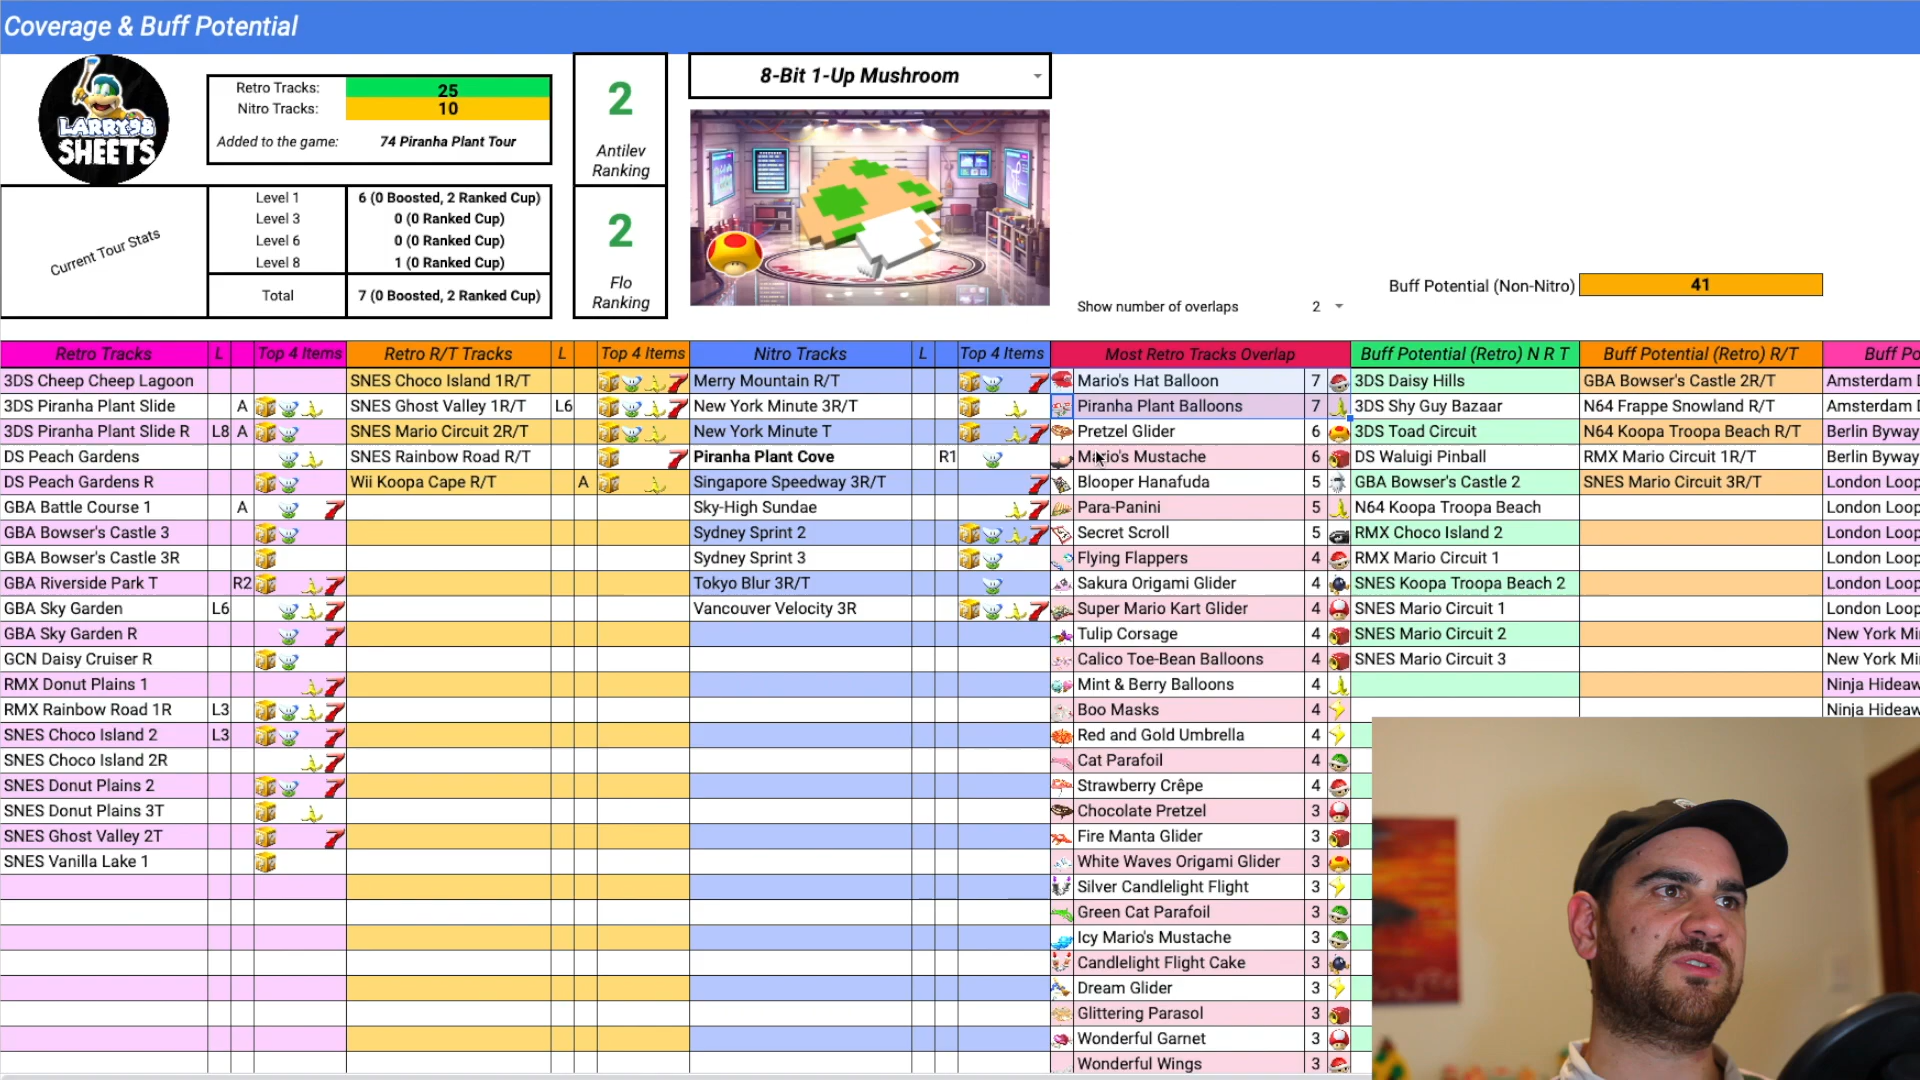 Coverage & Buff Potential
LARRY98
SHEETS
Retro Tracks: 25
Nitro Tracks: 10
Added to the game: 74 Piranha Plant Tour
Current Tour Stats
Level 1 6 (0 Boosted, 2 Ranked Cup)
Level 3 0 (0 Ranked Cup)
Level 6 0 (0 Ranked Cup)
Level 8 1 (0 Ranked Cup)
Total 7 (0 Boosted, 2 Ranked Cup)
2
Antilev
Ranking
2
Flo
Ranking
8-Bit 1-Up Mushroom
Show number of overlaps 2
Buff Potential (Non-Nitro) 41
Retro Tracks L Top 4 Items Retro R/T Tracks L Top 4 Items Nitro Tracks L Top 4 Items Most Retro Tracks Overlap Buff Potential (Retro) N R T Buff Potential (Retro) R/T Buff Po
3DS Cheep Cheep Lagoon SNES Choco Island 1R/T Merry Mountain R/T Mario's Hat Balloon 7 3DS Daisy Hills GBA Bowser's Castle 2R/T Amsterdam D
3DS Piranha Plant Slide A SNES Ghost Valley 1R/T L6 New York Minute 3R/T Piranha Plant Balloons 7 3DS Shy Guy Bazaar N64 Frappe Snowland R/T Amsterdam D
3DS Piranha Plant Slide R L8 A SNES Mario Circuit 2R/T New York Minute T Pretzel Glider 6 3DS Toad Circuit N64 Koopa Troopa Beach R/T Berlin Byway
DS Peach Gardens SNES Rainbow Road R/T Piranha Plant Cove R1 Mario's Mustache 6 DS Waluigi Pinball RMX Mario Circuit 1R/T Berlin Byway
DS Peach Gardens R Wii Koopa Cape R/T A Singapore Speedway 3R/T Blooper Hanafuda 5 GBA Bowser's Castle 2 SNES Mario Circuit 3R/T London Loop
GBA Battle Course 1 A Sky-High Sundae Para-Panini 5 N64 Koopa Troopa Beach London Loop
GBA Bowser's Castle 3 Sydney Sprint 2 Secret Scroll 5 RMX Choco Island 2 London Loop
GBA Bowser's Castle 3R Sydney Sprint 3 Flying Flappers 4 RMX Mario Circuit 1 London Loop
GBA Riverside Park T R2 Tokyo Blur 3R/T Sakura Origami Glider 4 SNES Koopa Troopa Beach 2 London Loop
GBA Sky Garden L6 Vancouver Velocity 3R Super Mario Kart Glider 4 SNES Mario Circuit 1 London Loop
GBA Sky Garden R Tulip Corsage 4 SNES Mario Circuit 2 New York Mi
GCN Daisy Cruiser R Calico Toe-Bean Balloons 4 SNES Mario Circuit 3 New York Mi
RMX Donut Plains 1 Mint & Berry Balloons 4 Ninja Hideaw
RMX Rainbow Road 1R L3 Boo Masks 4 Ninja Hideaw
SNES Choco Island 2 L3 Red and Gold Umbrella 4
SNES Choco Island 2R Cat Parafoil 4
SNES Donut Plains 2 Strawberry Crêpe 4
SNES Donut Plains 3T Chocolate Pretzel 3
SNES Ghost Valley 2T Fire Manta Glider 3
SNES Vanilla Lake 1 White Waves Origami Glider 3
Silver Candlelight Flight 3
Green Cat Parafoil 3
Icy Mario's Mustache 3
Candlelight Flight Cake 3
Dream Glider 3
Glittering Parasol 3
Wonderful Garnet 3
Wonderful Wings 3